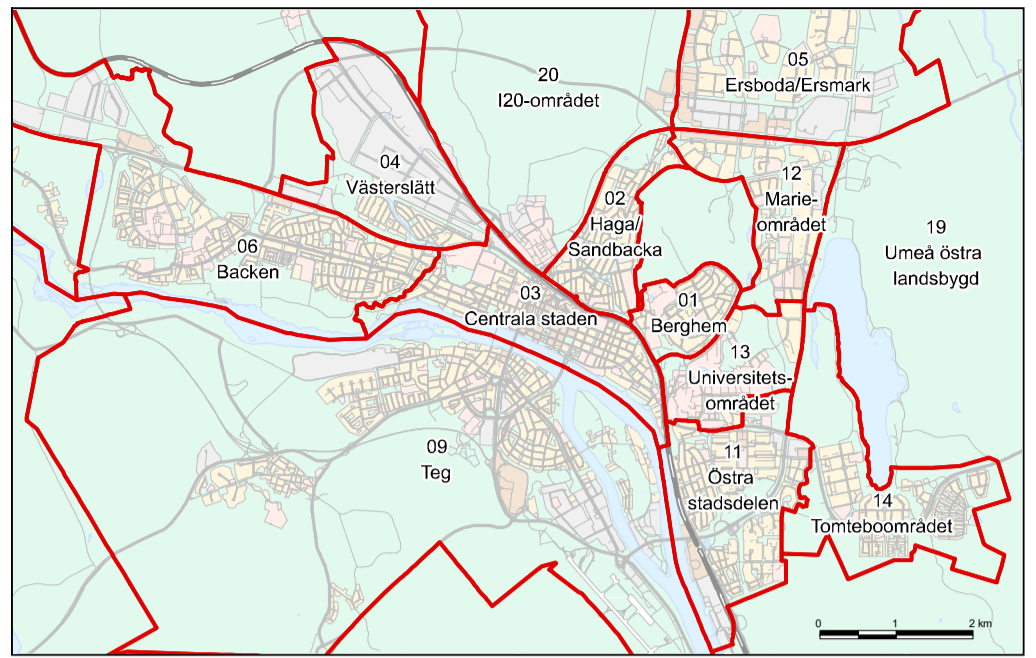 05
Ersboda/Ersmark
20
I20-området
04
Västerslätt
12
Marie-
området
02
Haga/
Sandbacka
19
Umeå östra
landsbygd
06
Backen
03
Centrala staden
01
Berghem
13
Universitets-
området
09
Teg
11
Östra
stadsdelen
14
Tomteboområdet
0 1 2 km